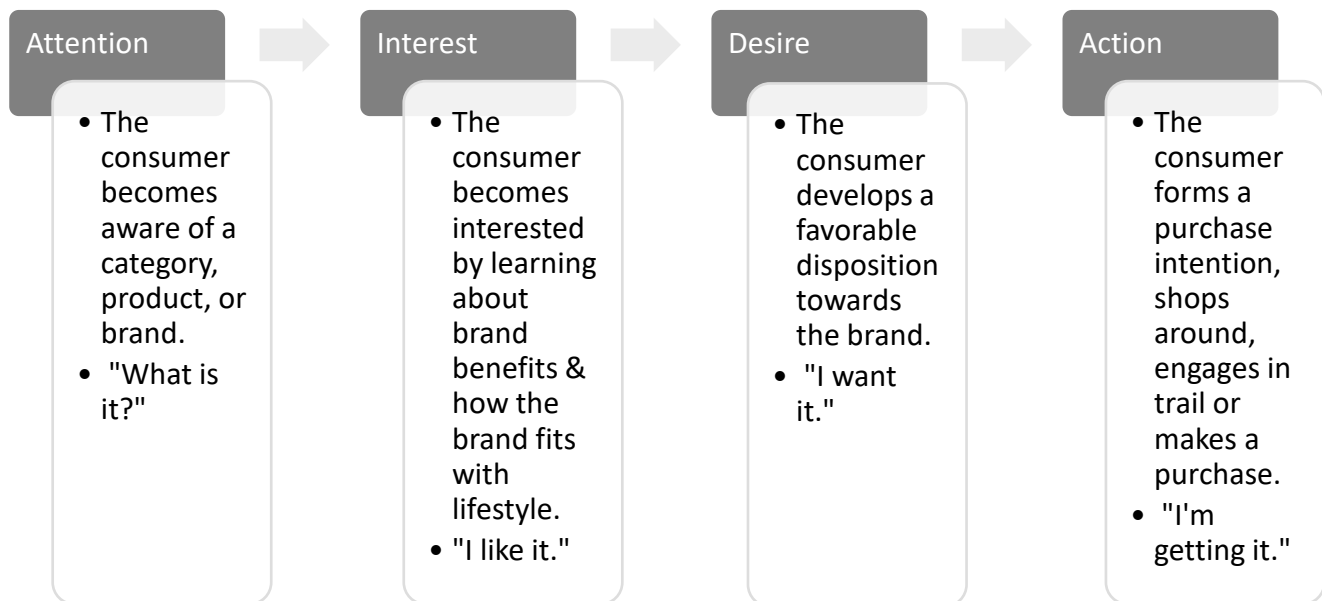 Attention
• The
consumer
becomes
aware of a
category,
product, or
brand.
• "What is
it?"
Interest
• The
consumer
becomes
interested
by learning
about
brand
benefits &
how the
brand fits
with
lifestyle.
• "I like it."
Desire
• The
consumer
develops a
favorable
disposition
towards
the brand.
• "I want
it."
Action
• The
consumer
forms a
purchase
intention,
shops
around,
engages in
trail or
makes a
purchase.
• "I'm
getting it."